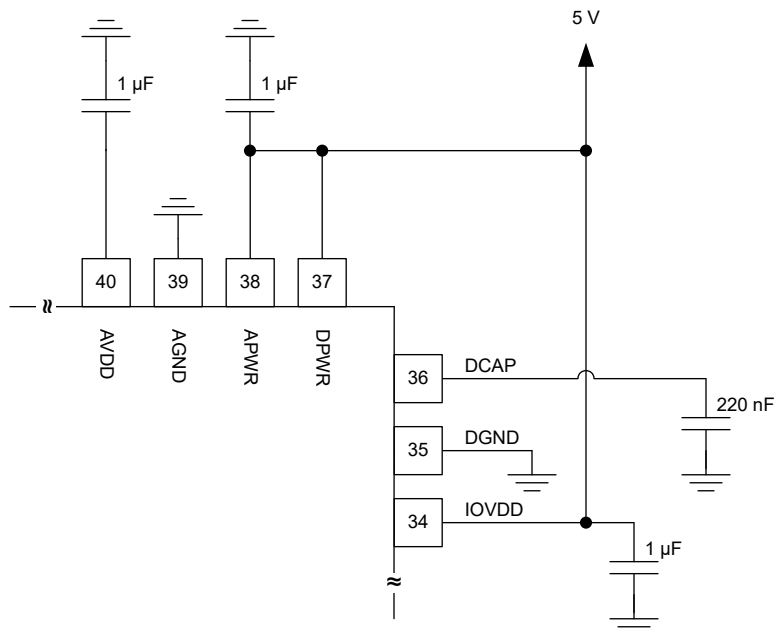 5 V
1 µF
1 µF
40
39
38
37
AVDD
AGND
APWR
DPWR
36
DCAP
220 nF
35
DGND
34
IOVDD
1 µF